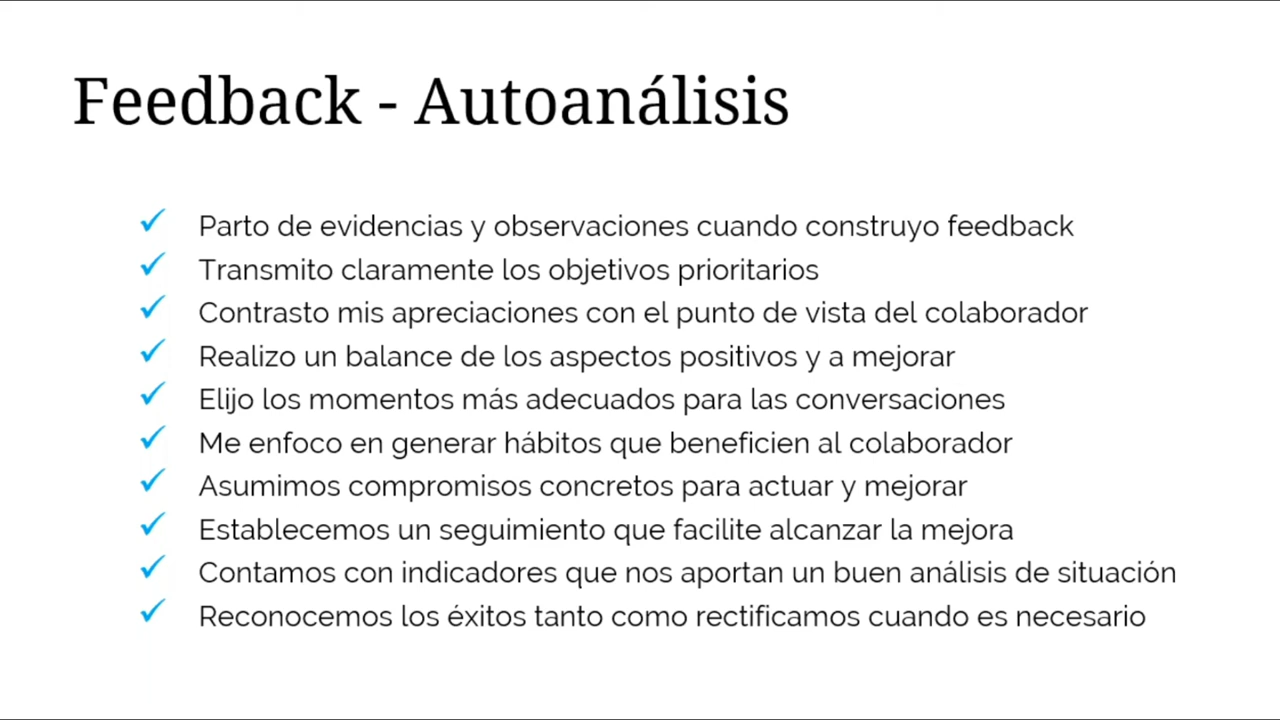 Feedback - Autoanálisis
✓ Parto de evidencias y observaciones cuando construyo feedback
✓ Transmito claramente los objetivos prioritarios
✓ Contrasto mis apreciaciones con el punto de vista del colaborador
✓ Realizo un balance de los aspectos positivos y a mejorar
✓ Elijo los momentos más adecuados para las conversaciones
✓ Me enfoco en generar hábitos que beneficien al colaborador
✓ Asumimos compromisos concretos para actuar y mejorar
✓ Establecemos un seguimiento que facilite alcanzar la mejora
✓ Contamos con indicadores que nos aportan un buen análisis de situación
✓ Reconocemos los éxitos tanto como rectificamos cuando es necesario